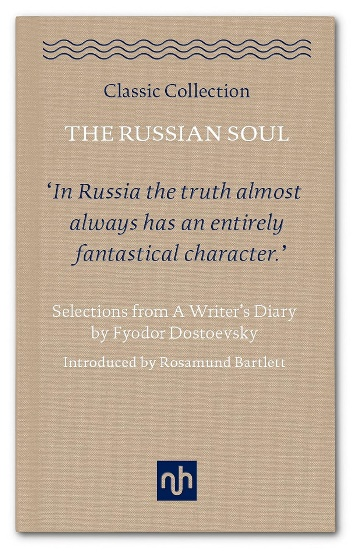 Classic Collection
THE RUSSIAN SOUL
‘In Russia the truth almost
always has an entirely
fantastical character.’
Selections from A Writer’s Diary
by Fyodor Dostoevsky
Introduced by Rosamund Bartlett
nh